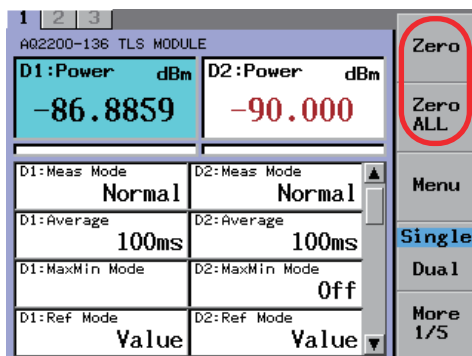 1 2 3
AQ2200-136 TLS MODULE
D1:Power dBm D2:Power dBm
-86.8859 -90.000
D1:Meas Mode D2:Meas Mode
Normal Normal
D1:Average D2:Average
100ms 100ms
D1:MaxMin Mode D2:MaxMin Mode
Off
D1:Ref Mode D2:Ref Mode
Value Value
Zero
Zero
ALL
Menu
Single
Dual
More
1/5